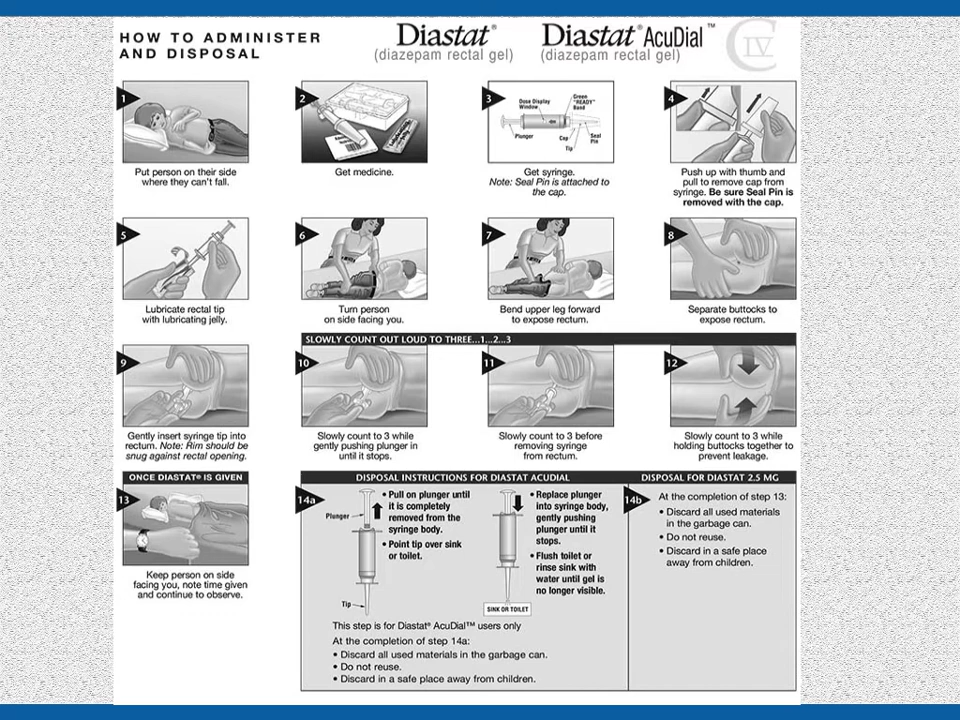 HOW TO ADMINISTER
AND DISPOSAL
Diastat®
(diazepam rectal gel)
Diastat® AcuDial™
(diazepam rectal gel)
CIV
1
Put person on their side
where they can't fall.
2
Get medicine.
3
Dose Display
Window
Green
"READY"
Band
Plunger
Cap
Tip
Seal
Pin
Get syringe.
Note: Seal Pin is attached to
the cap.
4
Push up with thumb and
pull to remove cap from
syringe. Be sure Seal Pin is
removed with the cap.
5
Lubricate rectal tip
with lubricating jelly.
6
Turn person
on side facing you.
7
Bend upper leg forward
to expose rectum.
8
Separate buttocks to
expose rectum.
9
Gently insert syringe tip into
rectum. Note: Rim should be
snug against rectal opening.
SLOWLY COUNT OUT LOUD TO THREE...1...2...3
10
Slowly count to 3 while
gently pushing plunger in
until it stops.
11
Slowly count to 3 before
removing syringe
from rectum.
12
Slowly count to 3 while
holding buttocks together to
prevent leakage.
ONCE DIASTAT® IS GIVEN
13
Keep person on side
facing you, note time given
and continue to observe.
DISPOSAL INSTRUCTIONS FOR DIASTAT ACUDIAL
14a
Plunger
Tip
• Pull on plunger until
it is completely
removed from the
syringe body.
• Point tip over sink
or toilet.
• Replace plunger
into syringe body,
gently pushing
plunger until it
stops.
• Flush toilet or
rinse sink with
water until gel is
no longer visible.
SINK OR TOILET
This step is for Diastat® AcuDial™ users only
At the completion of step 14a:
• Discard all used materials in the garbage can.
• Do not reuse.
• Discard in a safe place away from children.
DISPOSAL FOR DIASTAT 2.5 MG
14b
At the completion of step 13:
• Discard all used materials
in the garbage can.
• Do not reuse.
• Discard in a safe place
away from children.